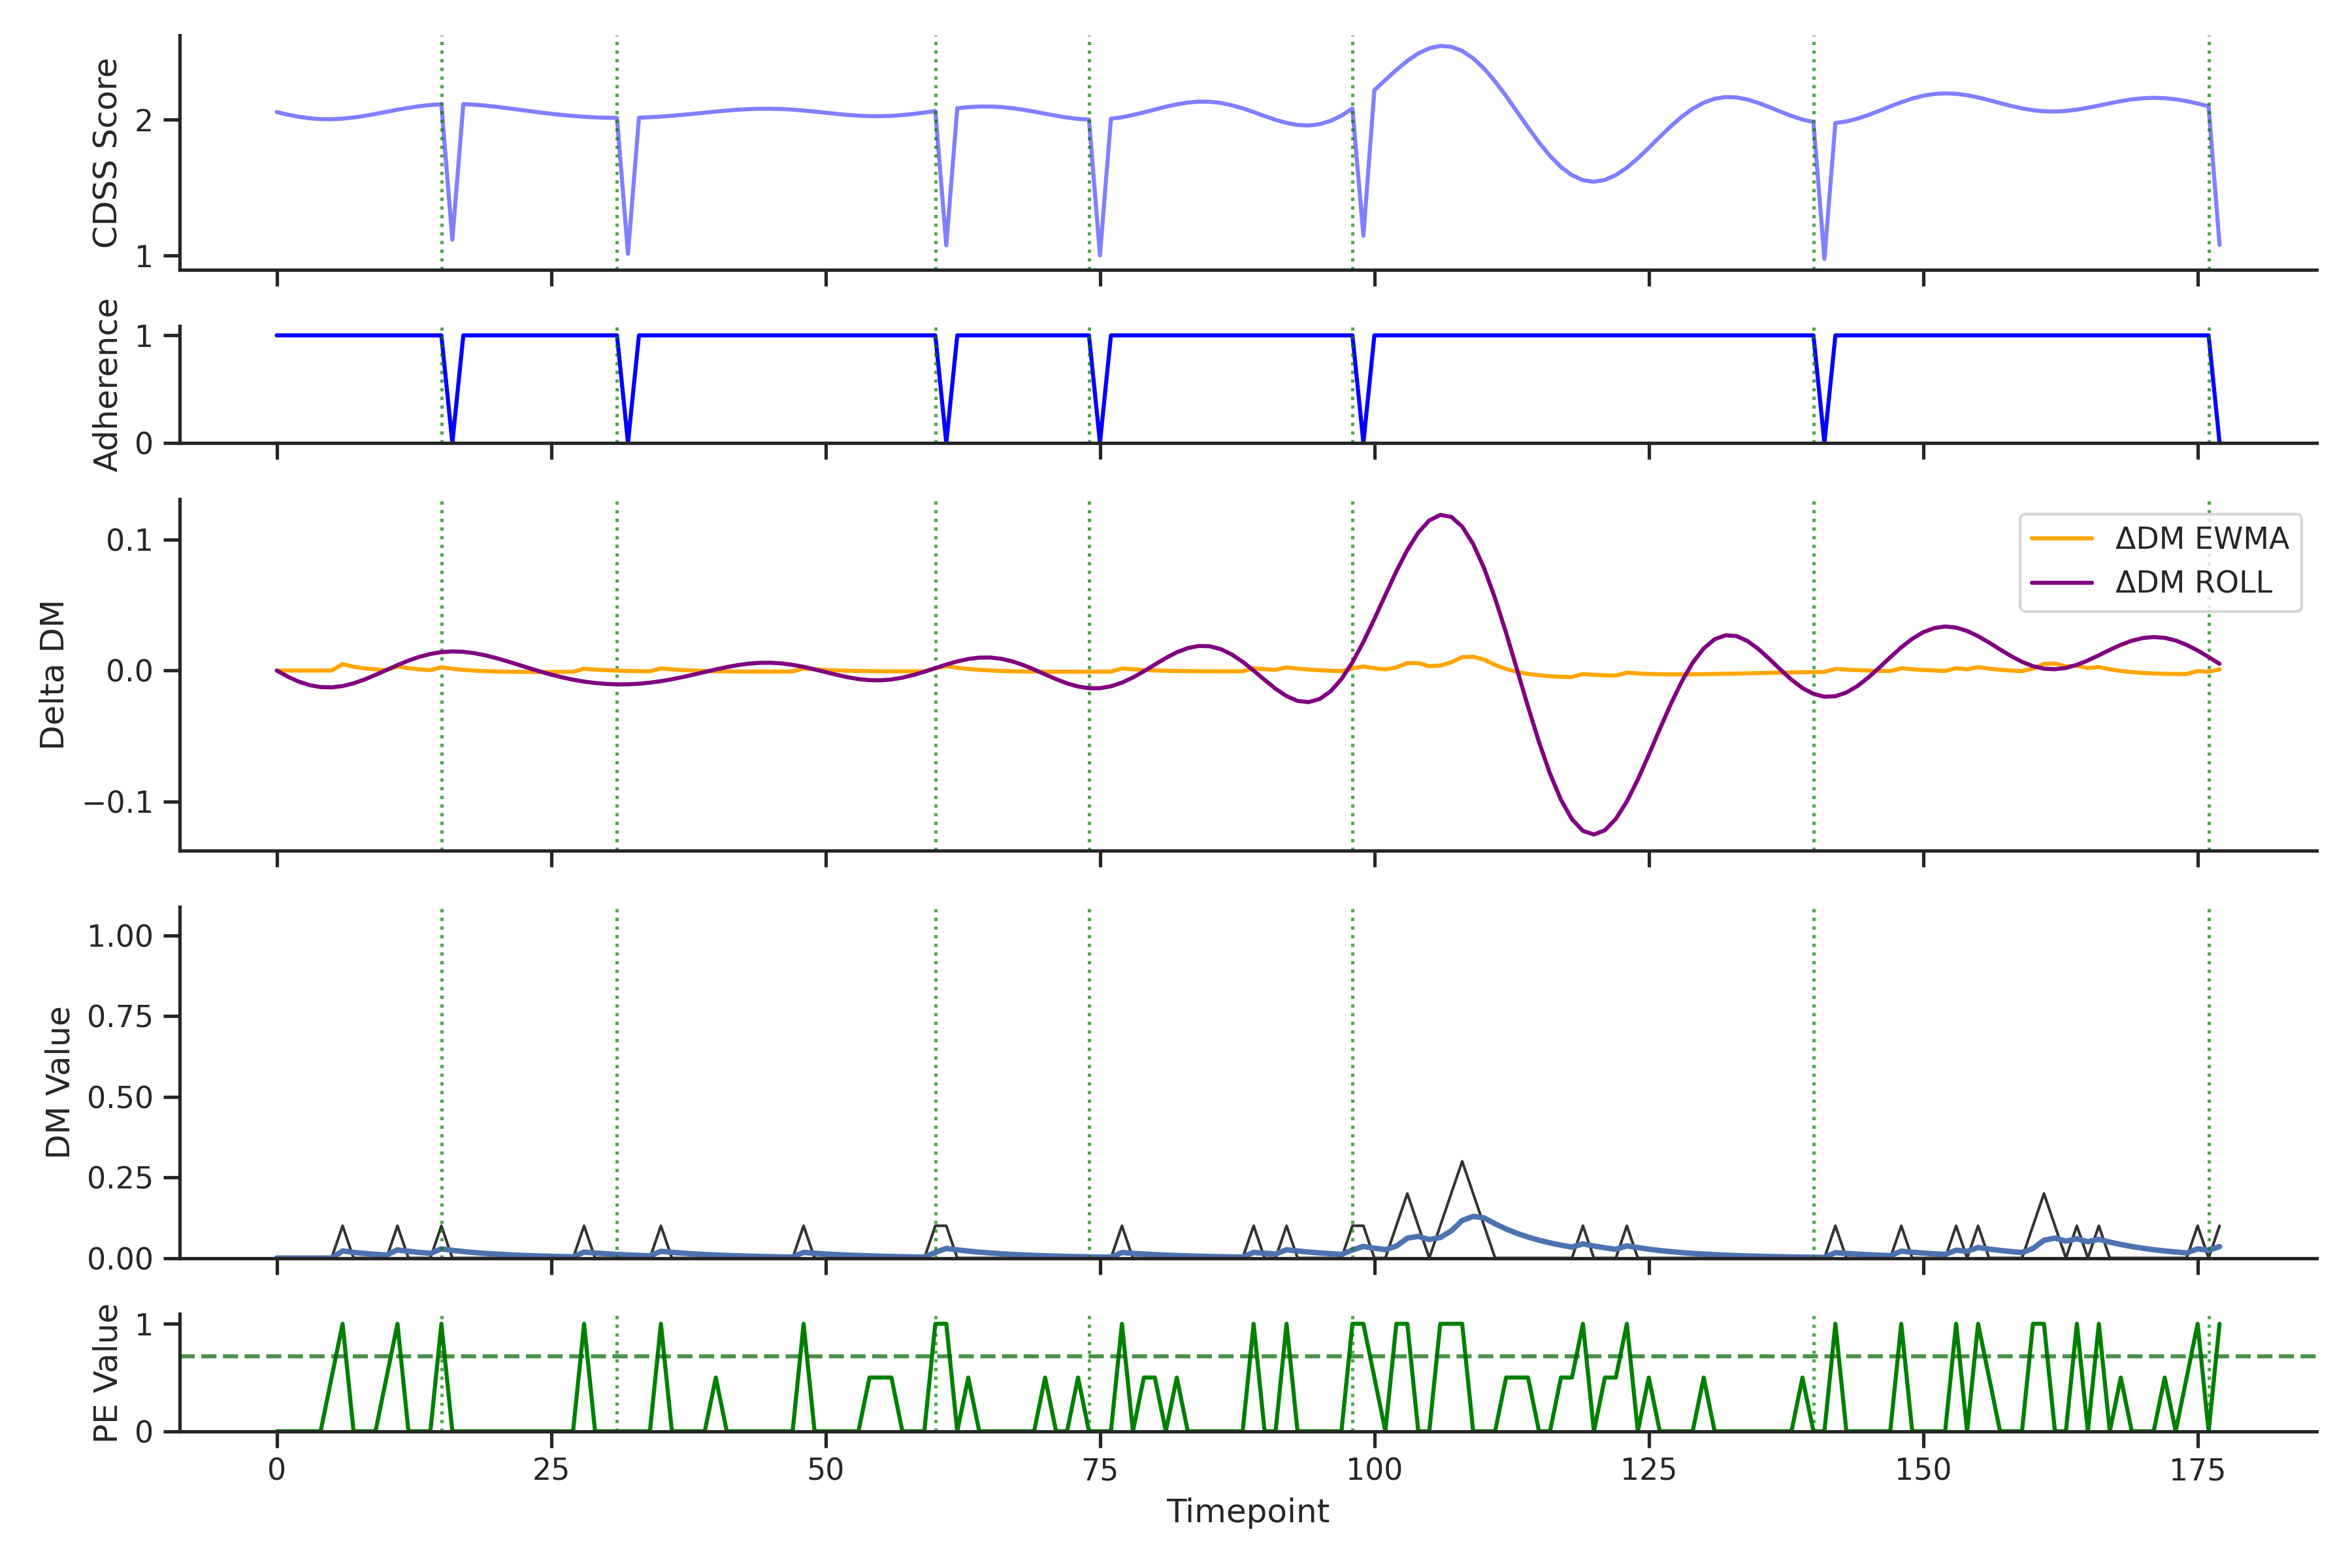 CDSS Score
2
1
Adherence
1
0
Delta DM
0.1
0.0
−0.1
ΔDM EWMA
ΔDM ROLL
DM Value
1.00
0.75
0.50
0.25
0.00
PE Value
1
0
0 25 50 75 100 125 150 175
Timepoint